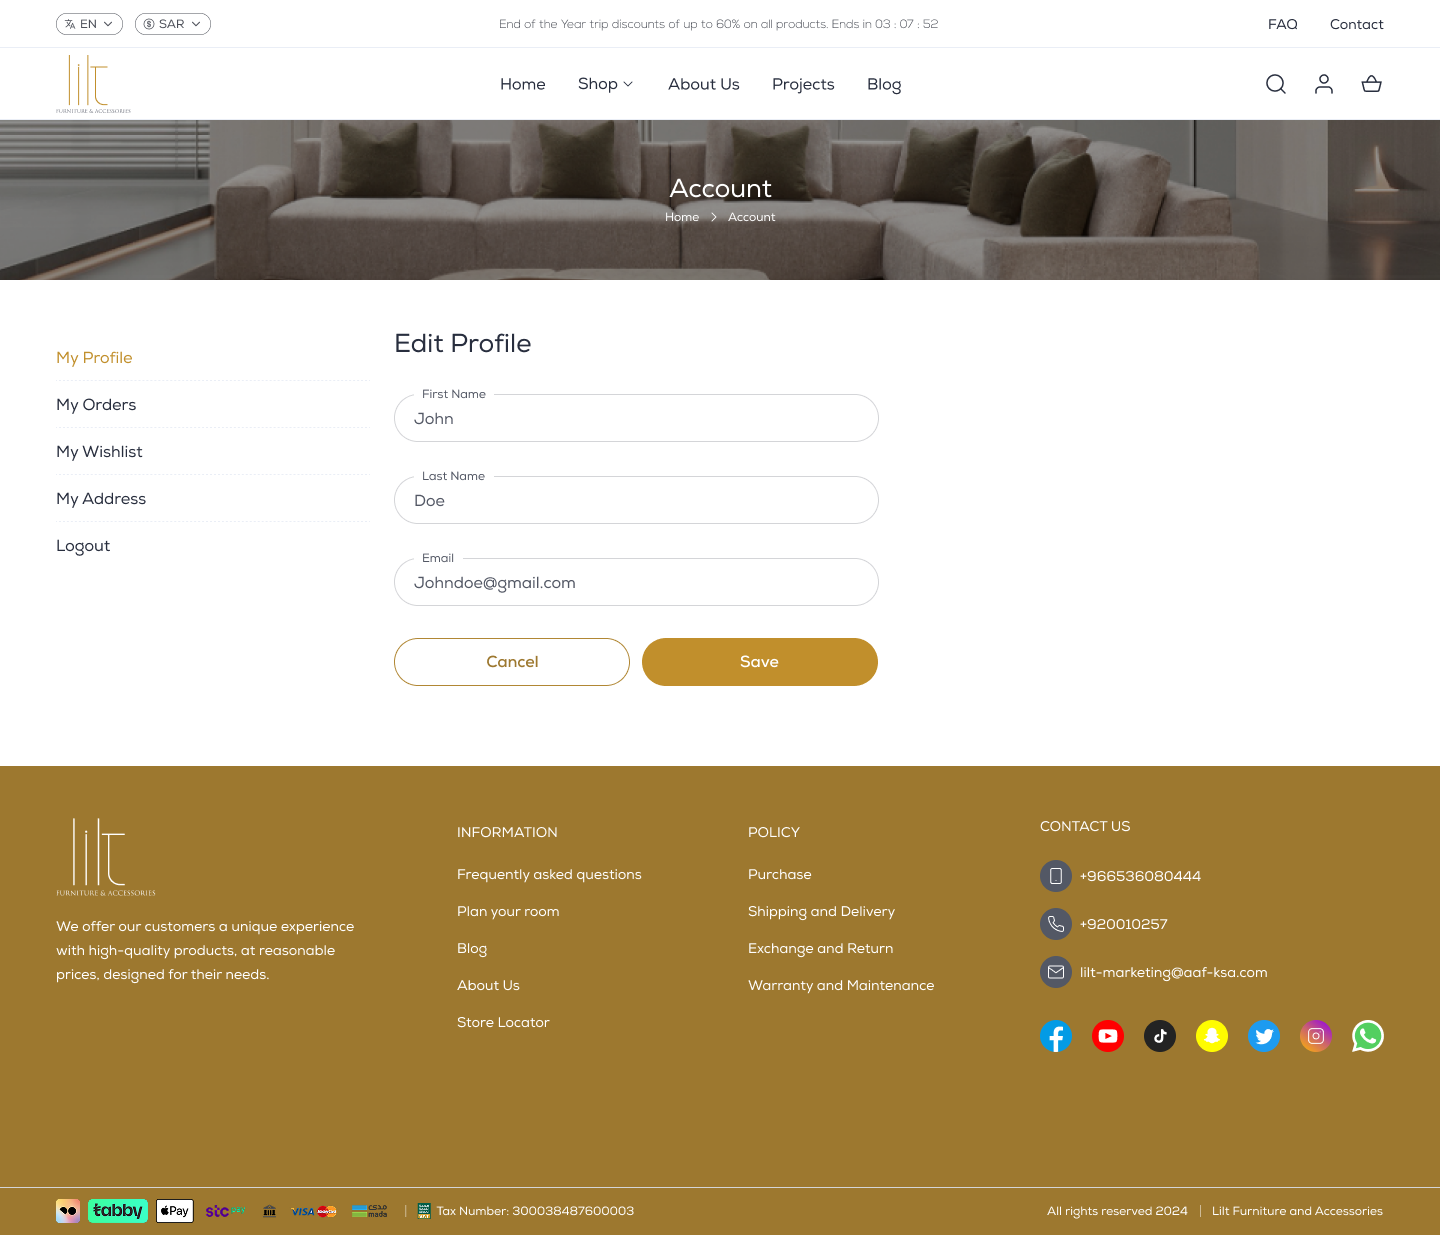 EN
SAR
End of the Year trip discounts of up to 60% on all products. Ends in 03 : 07 : 52
FAQ
Contact
lilt
FURNITURE & ACCESSORIES
Home
Shop
About Us
Projects
Blog
Account
Home > Account
My Profile
My Orders
My Wishlist
My Address
Logout
Edit Profile
First Name
John
Last Name
Doe
Email
Johndoe@gmail.com
Cancel
Save
lilt
FURNITURE & ACCESSORIES
We offer our customers a unique experience
with high-quality products, at reasonable
prices, designed for their needs.
INFORMATION
Frequently asked questions
Plan your room
Blog
About Us
Store Locator
POLICY
Purchase
Shipping and Delivery
Exchange and Return
Warranty and Maintenance
CONTACT US
+966536080444
+920010257
lilt-marketing@aaf-ksa.com
tabby
Pay
stc pay
VISA
mada
Tax Number: 300038487600003
All rights reserved 2024
Lilt Furniture and Accessories